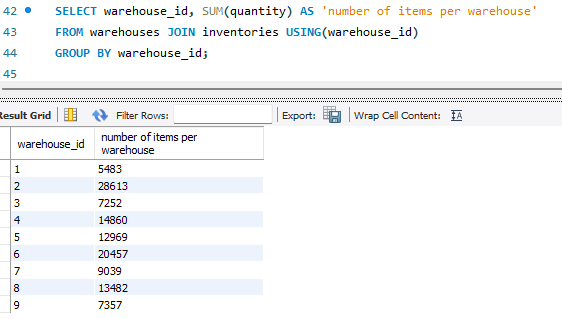 42 SELECT warehouse_id, SUM(quantity) AS 'number of items per warehouse'
43 FROM warehouses JOIN inventories USING(warehouse_id)
44 GROUP BY warehouse_id;
45
Result Grid Filter Rows: Export: Wrap Cell Content: IA
warehouse_id number of items per
warehouse
1 5483
2 28613
3 7252
4 14860
5 12969
6 20457
7 9039
8 13482
9 7357